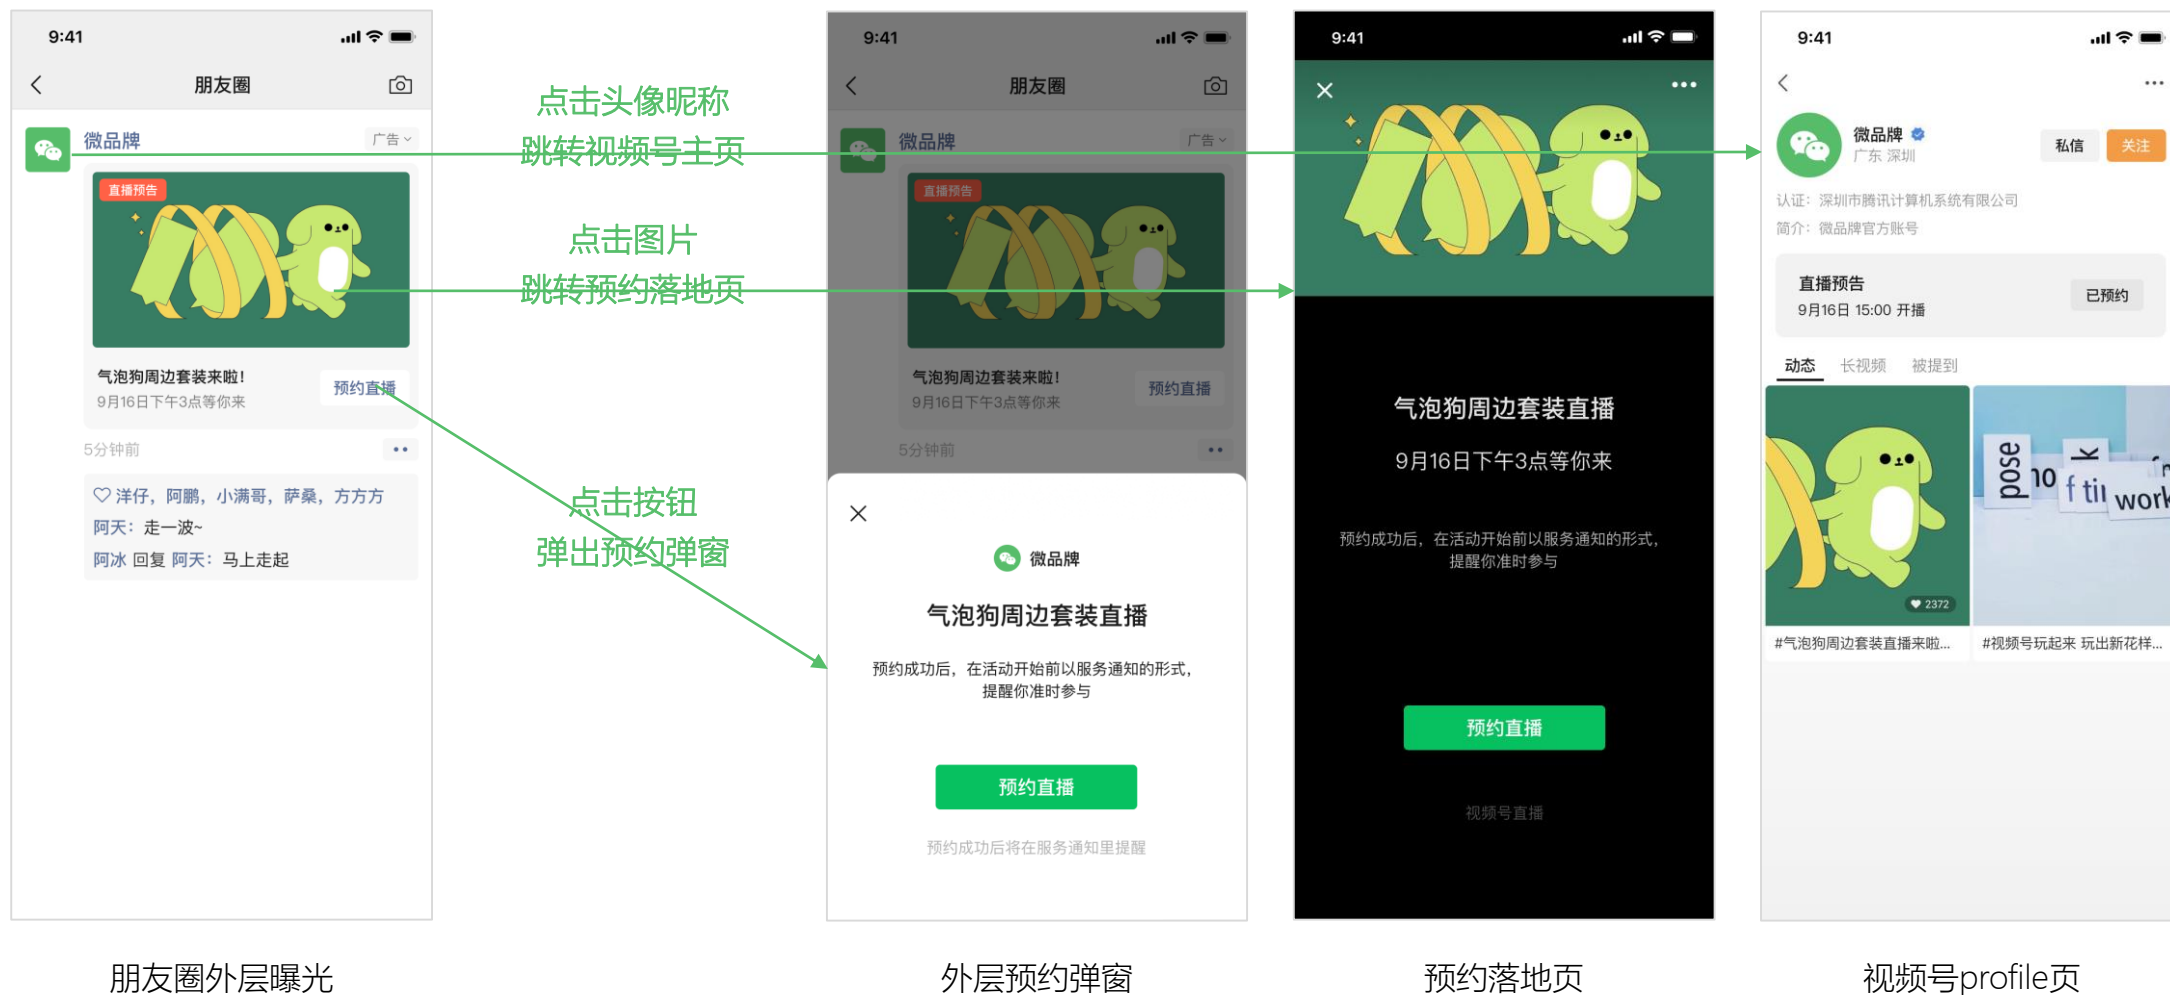 9:41
朋友圈
微品牌
广告
直播预告
气泡狗周边套装来啦!
9月16日下午3点等你来
预约直播
5分钟前
洋仔，阿鹏，小满哥，萨桑，方方方
阿天：走一波~
阿冰 回复 阿天：马上走起
朋友圈外层曝光
点击头像昵称
跳转视频号主页
点击图片
跳转预约落地页
点击按钮
弹出预约弹窗
9:41
朋友圈
微品牌
广告
直播预告
气泡狗周边套装来啦!
9月16日下午3点等你来
预约直播
5分钟前
微品牌
气泡狗周边套装直播
预约成功后，在活动开始前以服务通知的形式，
提醒你准时参与
预约直播
预约成功后将在服务通知里提醒
外层预约弹窗
9:41
气泡狗周边套装直播
9月16日下午3点等你来
预约成功后，在活动开始前以服务通知的形式，
提醒你准时参与
预约直播
视频号直播
预约落地页
9:41
微品牌
广东 深圳
私信
关注
认证：深圳市腾讯计算机系统有限公司
简介：微品牌官方账号
直播预告
9月16日 15:00 开播
已预约
动态 长视频 被提到
2372
pose
work
#气泡狗周边套装直播来啦...
#视频号玩起来 玩出新花样...
视频号profile页